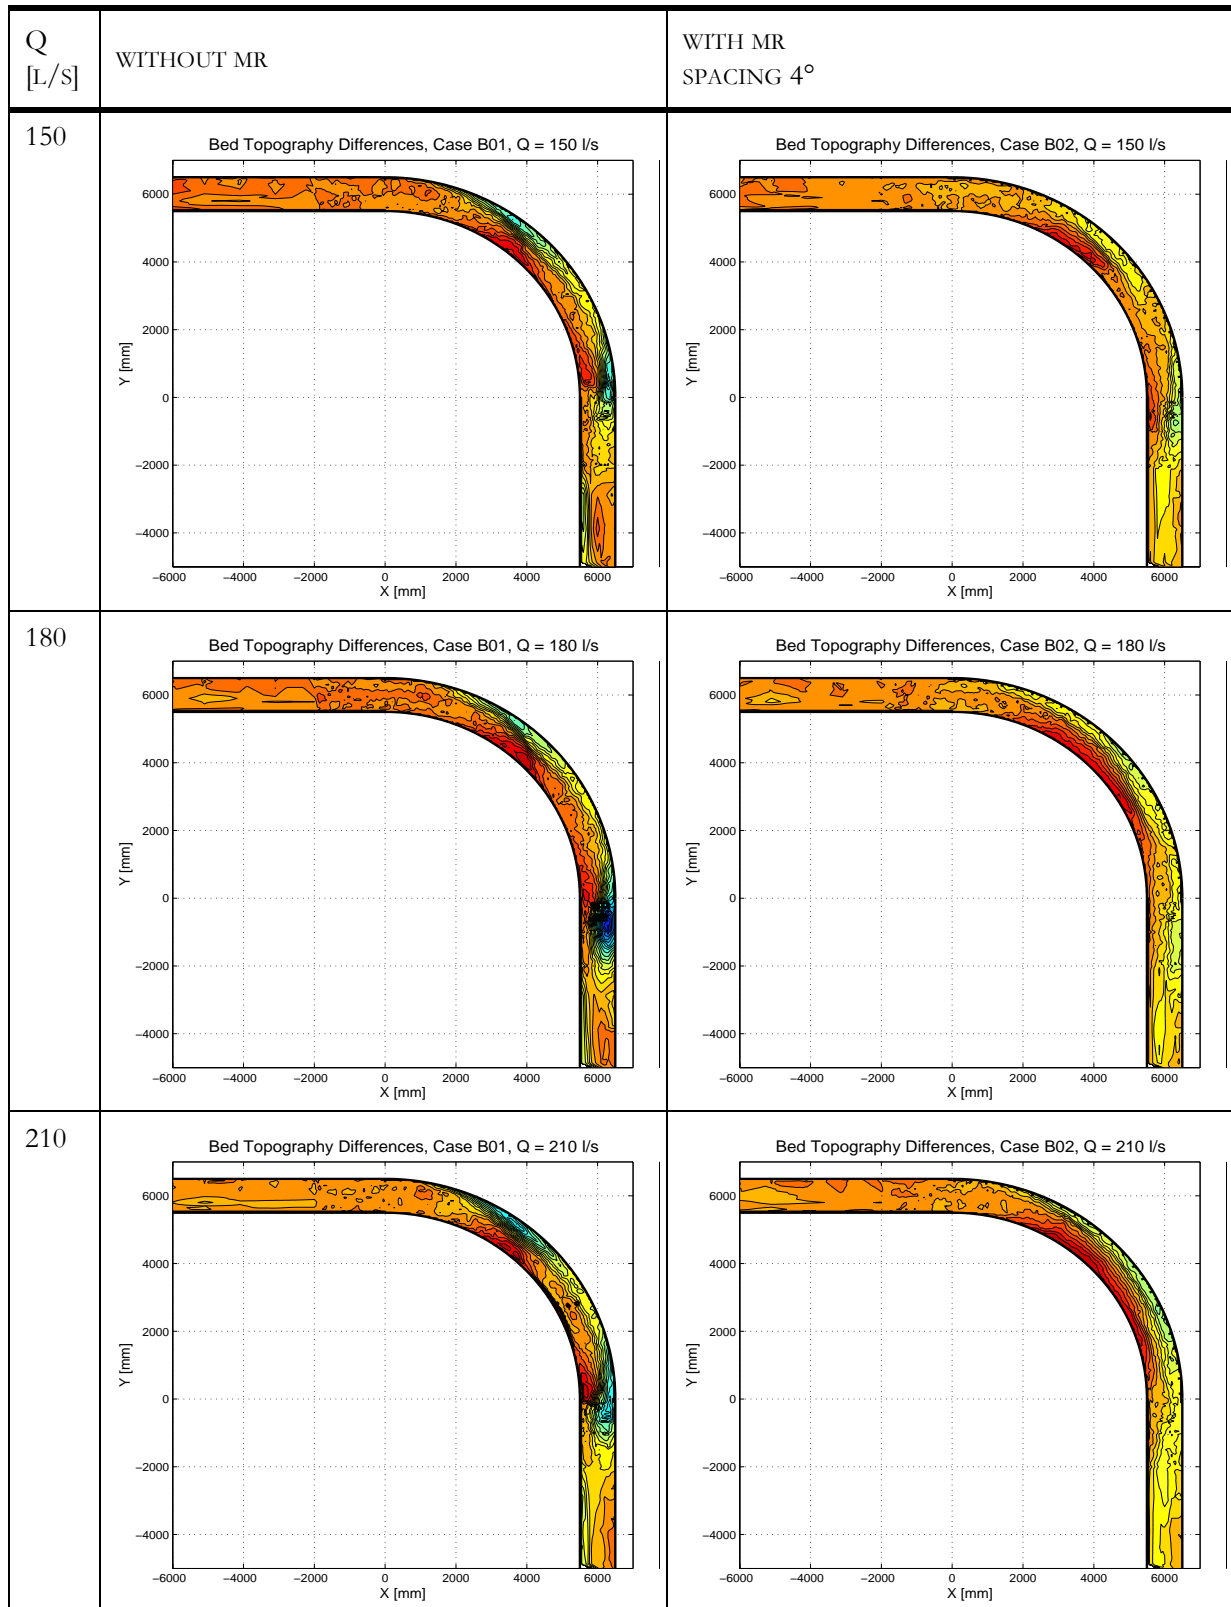 Q
[L/S]
WITHOUT MR
WITH MR
SPACING 4°
150
Bed Topography Differences, Case B01, Q = 150 l/s
6000
4000
2000
0
−2000
−4000
Y [mm]
−6000 −4000 −2000 0 2000 4000 6000
X [mm]
Bed Topography Differences, Case B02, Q = 150 l/s
6000
4000
2000
0
−2000
−4000
Y [mm]
−6000 −4000 −2000 0 2000 4000 6000
X [mm]
180
Bed Topography Differences, Case B01, Q = 180 l/s
6000
4000
2000
0
−2000
−4000
Y [mm]
−6000 −4000 −2000 0 2000 4000 6000
X [mm]
Bed Topography Differences, Case B02, Q = 180 l/s
6000
4000
2000
0
−2000
−4000
Y [mm]
−6000 −4000 −2000 0 2000 4000 6000
X [mm]
210
Bed Topography Differences, Case B01, Q = 210 l/s
6000
4000
2000
0
−2000
−4000
Y [mm]
−6000 −4000 −2000 0 2000 4000 6000
X [mm]
Bed Topography Differences, Case B02, Q = 210 l/s
6000
4000
2000
0
−2000
−4000
Y [mm]
−6000 −4000 −2000 0 2000 4000 6000
X [mm]